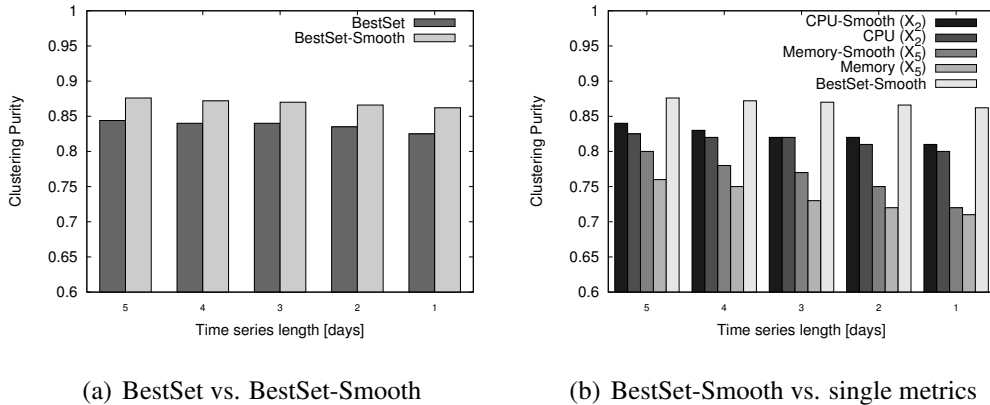 BestSet
BestSet-Smooth
1
0.95
0.9
0.85
0.8
0.75
0.7
0.65
0.6
Clustering Purity
5 4 3 2 1
Time series length [days]
(a) BestSet vs. BestSet-Smooth
CPU-Smooth (X2)
CPU (X2)
Memory-Smooth (X5)
Memory (X5)
BestSet-Smooth
1
0.95
0.9
0.85
0.8
0.75
0.7
0.65
0.6
Clustering Purity
5 4 3 2 1
Time series length [days]
(b) BestSet-Smooth vs. single metrics